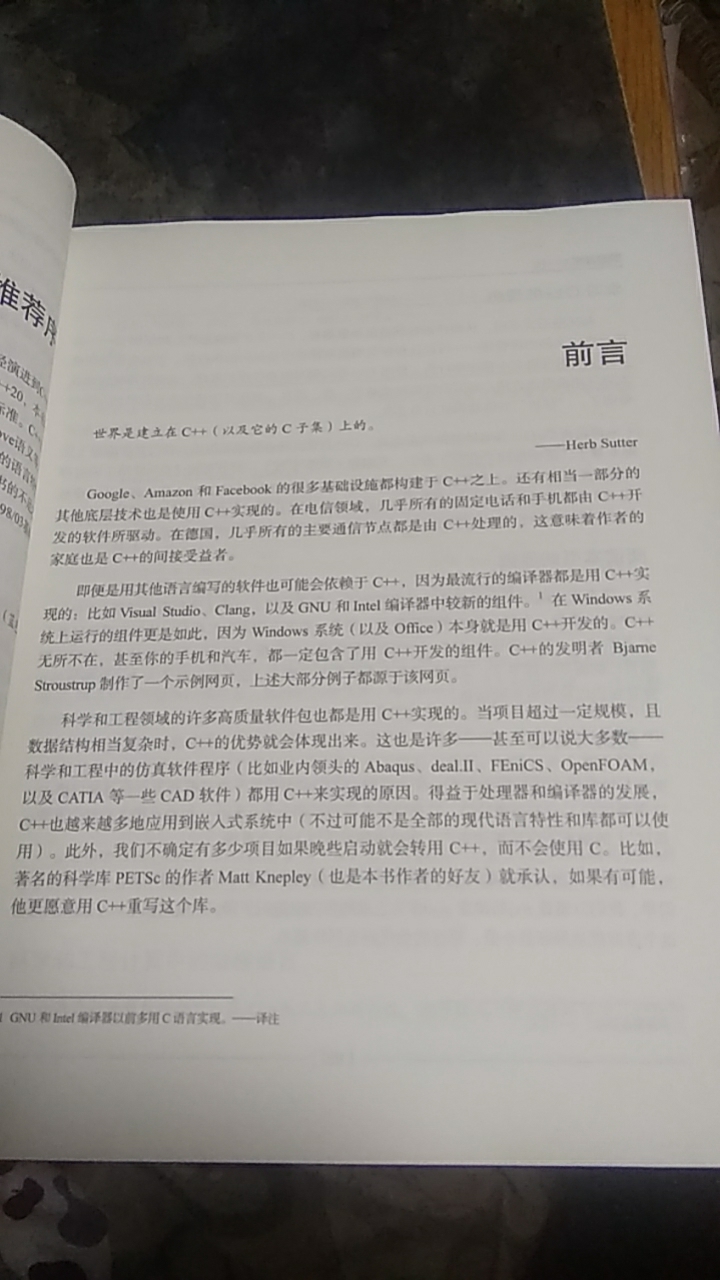 推荐序
前言
世界是建立在 C++（以及它的 C 子集）上的。
——Herb Sutter
Google、Amazon 和 Facebook 的很多基础设施都构建于 C++之上。还有相当一部分的
其他底层技术也是使用 C++实现的。在电信领域，几乎所有的固定电话和手机都由 C++开
发的软件所驱动。在德国，几乎所有的主要通信节点都是由 C++处理的，这意味着作者的
家庭也是 C++的间接受益者。
即便是用其他语言编写的软件也可能会依赖于 C++，因为最流行的编译器都是用 C++实
现的：比如 Visual Studio、Clang，以及 GNU 和 Intel 编译器中较新的组件。1 在 Windows 系
统上运行的组件更是如此，因为 Windows 系统（以及 Office）本身就是用 C++开发的。C++
无所不在，甚至你的手机和汽车，都一定包含了用 C++开发的组件。C++的发明者 Bjarne
Stroustrup 制作了一个示例网页，上述大部分例子都源于该网页。
科学和工程领域的许多高质量软件包也都是用 C++实现的。当项目超过一定规模，且
数据结构相当复杂时，C++的优势就会体现出来。这也是许多——甚至可以说大多数——
科学和工程中的仿真软件程序（比如业内领头的 Abaqus、deal.II、FEniCS、OpenFOAM，
以及 CATIA 等一些 CAD 软件）都用 C++来实现的原因。得益于处理器和编译器的发展，
C++也越来越多地应用到嵌入式系统中（不过可能不是全部的现代语言特性和库都可以使
用）。此外，我们不确定有多少项目如果晚些启动就会转用 C++，而不会使用 C。比如，
著名的科学库 PETSc 的作者 Matt Knepley（也是本书作者的好友）就承认，如果有可能，
他更愿意用 C++重写这个库。
1 GNU 和 Intel 编译器以前多用 C 语言实现。——译注